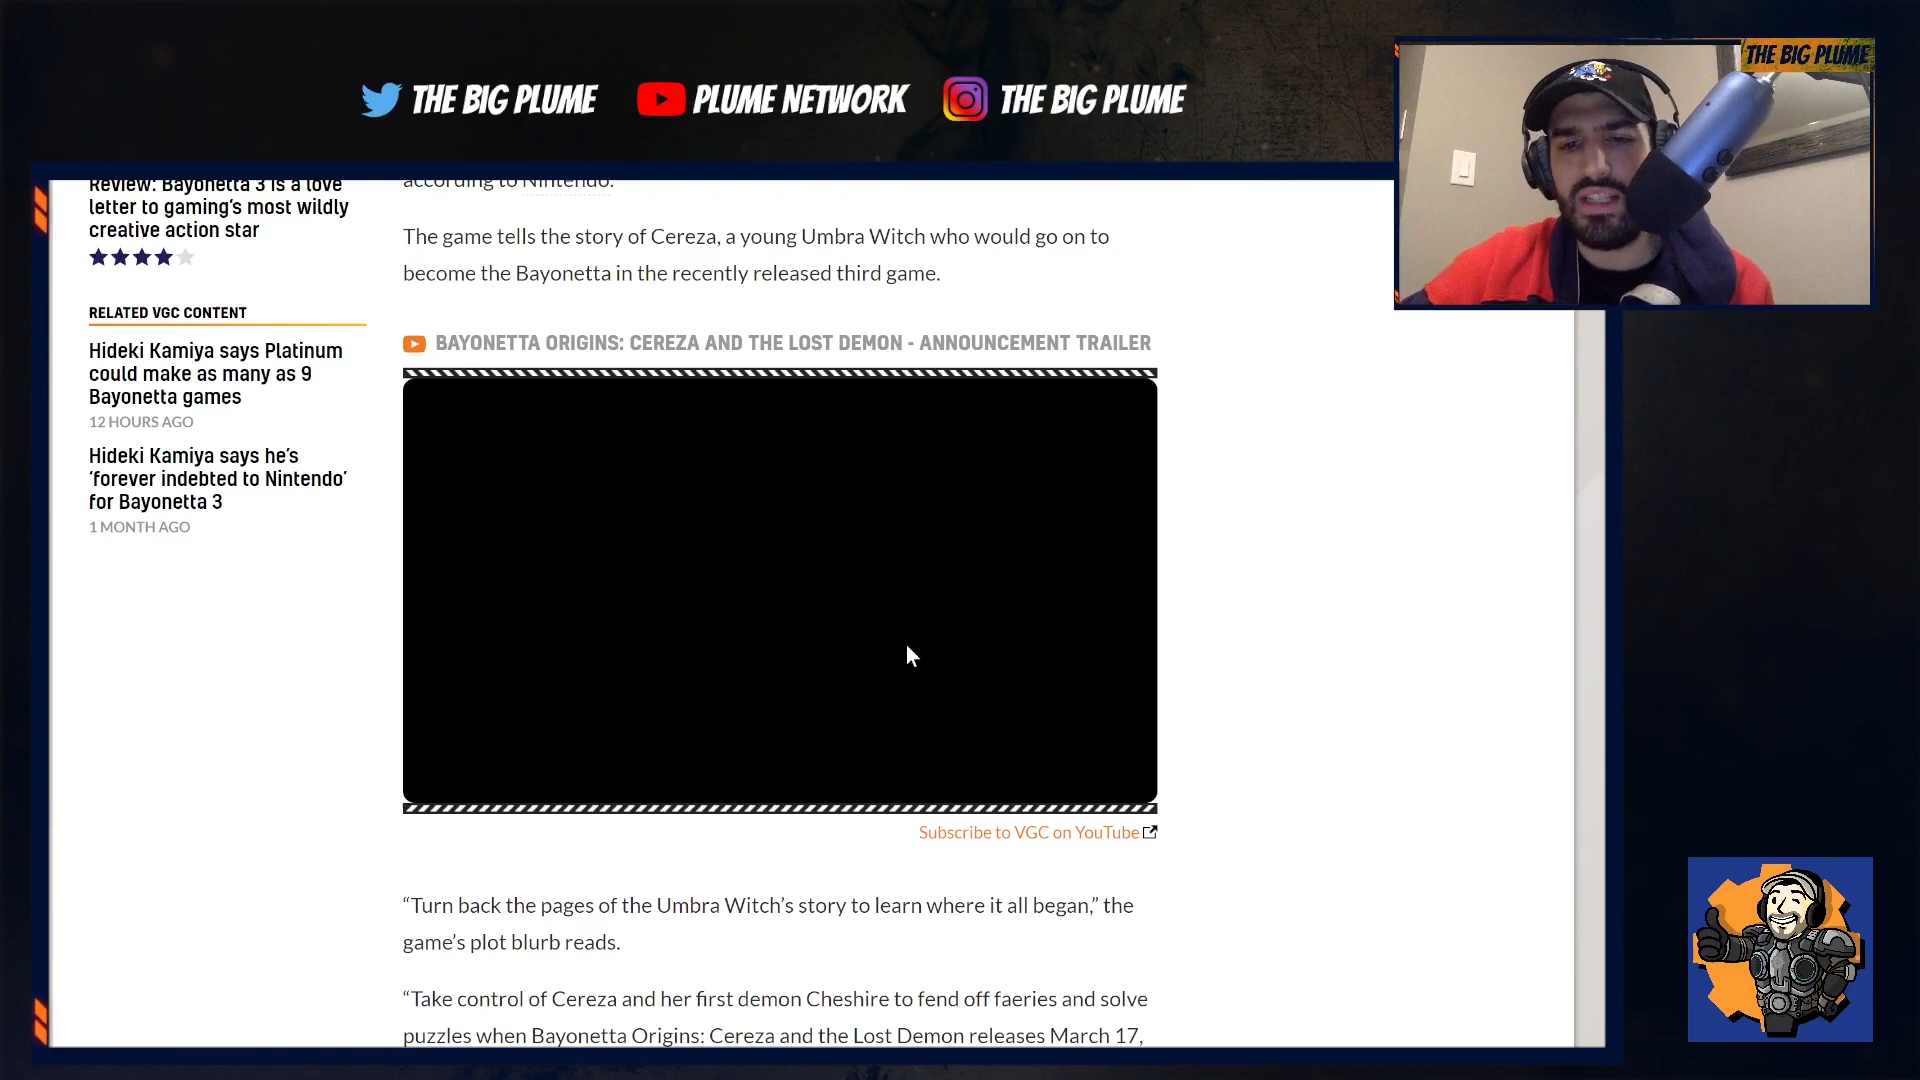 THE BIG PLUME
PLUME NETWORK
THE BIG PLUME
THE BIG PLUME
Review: Bayonetta 3 is a love
letter to gaming's most wildly
creative action star
RELATED VGC CONTENT
Hideki Kamiya says Platinum
could make as many as 9
Bayonetta games
12 HOURS AGO
Hideki Kamiya says he's
‘forever indebted to Nintendo’
for Bayonetta 3
1 MONTH AGO
according to Nintendo.
The game tells the story of Cereza, a young Umbra Witch who would go on to
become the Bayonetta in the recently released third game.
BAYONETTA ORIGINS: CEREZA AND THE LOST DEMON - ANNOUNCEMENT TRAILER
Subscribe to VGC on YouTube
“Turn back the pages of the Umbra Witch’s story to learn where it all began,” the
game’s plot blurb reads.
“Take control of Cereza and her first demon Cheshire to fend off faeries and solve
puzzles when Bayonetta Origins: Cereza and the Lost Demon releases March 17,